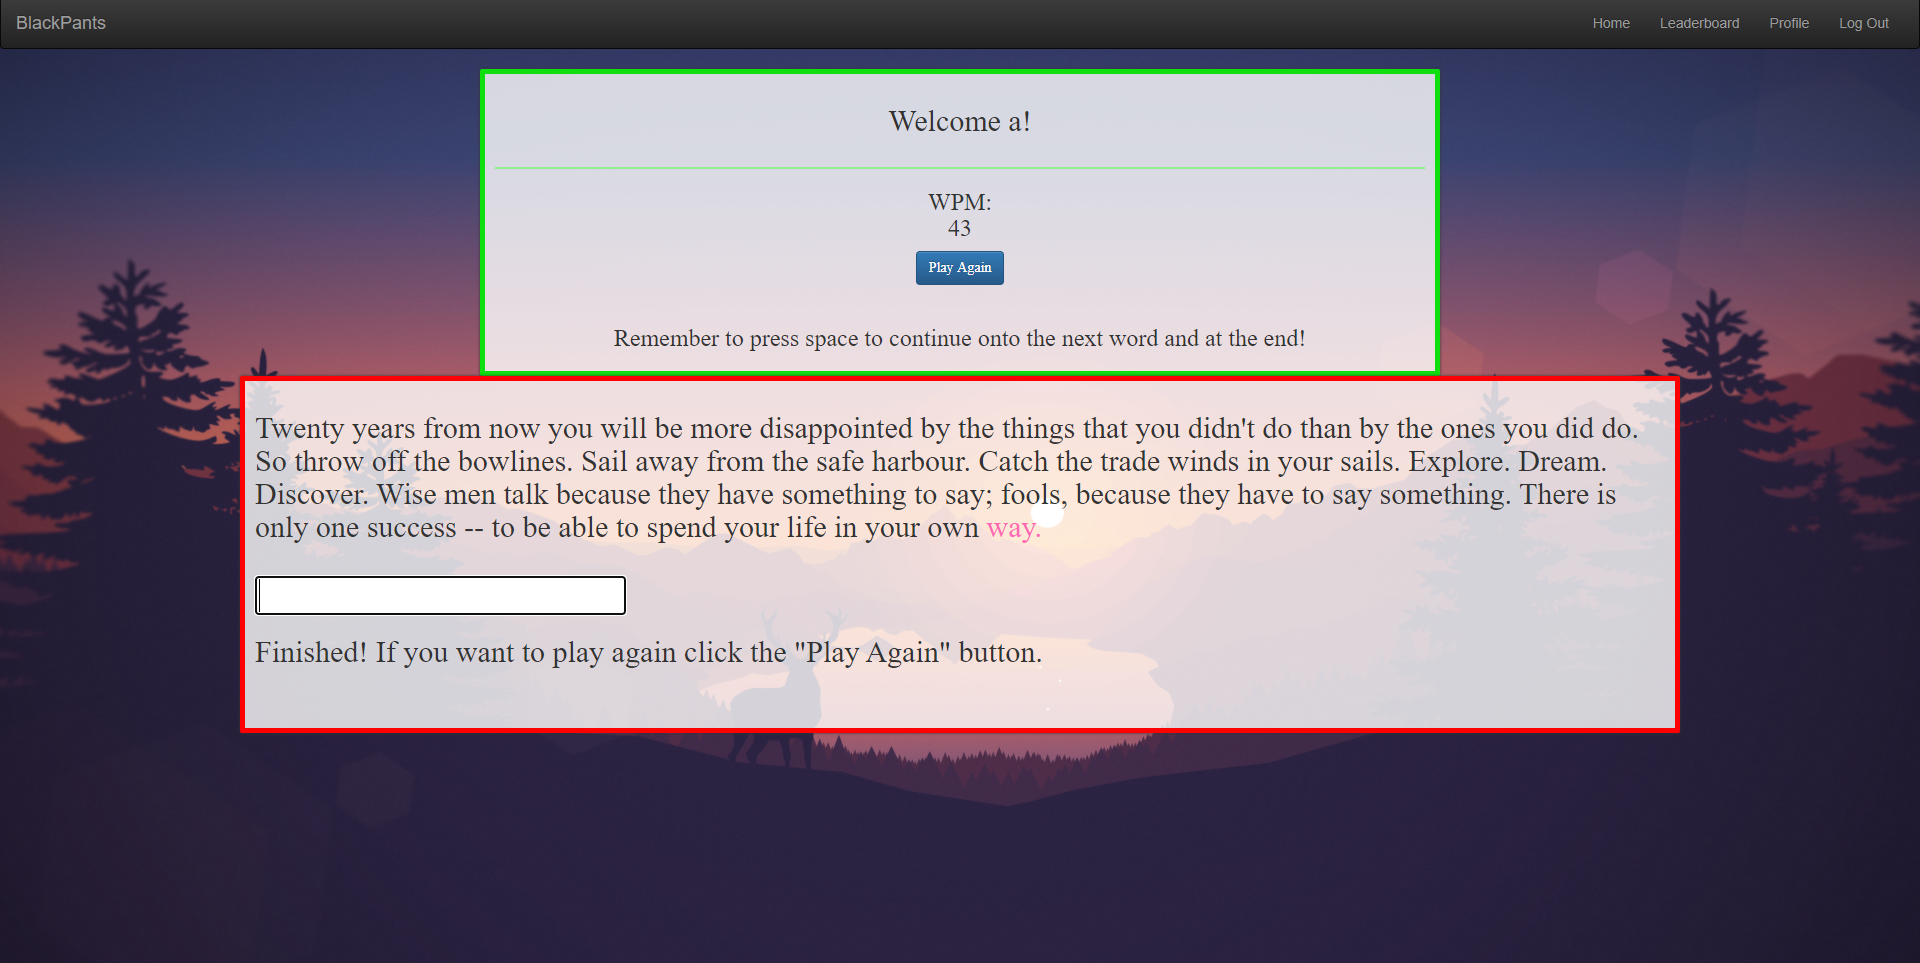 BlackPants
Home
Leaderboard
Profile
Log Out
Welcome a!
WPM:
43
Play Again
Remember to press space to continue onto the next word and at the end!
Twenty years from now you will be more disappointed by the things that you didn't do than by the ones you did do.
So throw off the bowlines. Sail away from the safe harbour. Catch the trade winds in your sails. Explore. Dream.
Discover. Wise men talk because they have something to say; fools, because they have to say something. There is
only one success -- to be able to spend your life in your own way.
Finished! If you want to play again click the "Play Again" button.